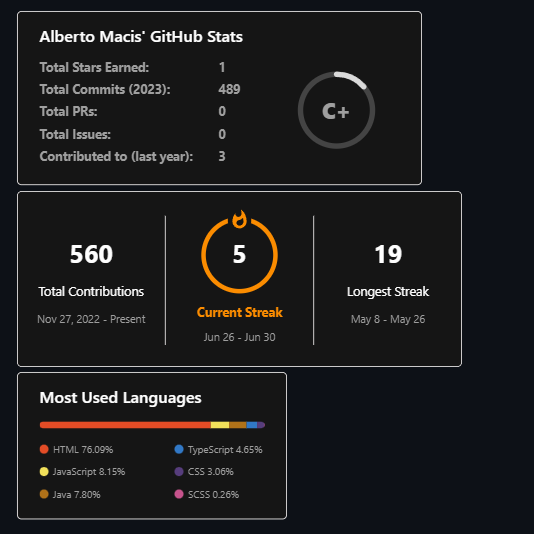 Alberto Macis' GitHub Stats
Total Stars Earned: 1
Total Commits (2023): 489
Total PRs: 0
Total Issues: 0
Contributed to (last year): 3
C+
560
Total Contributions
Nov 27, 2022 - Present
5
Current Streak
Jun 26 - Jun 30
19
Longest Streak
May 8 - May 26
Most Used Languages
HTML 76.09%
JavaScript 8.15%
Java 7.80%
TypeScript 4.65%
CSS 3.06%
SCSS 0.26%